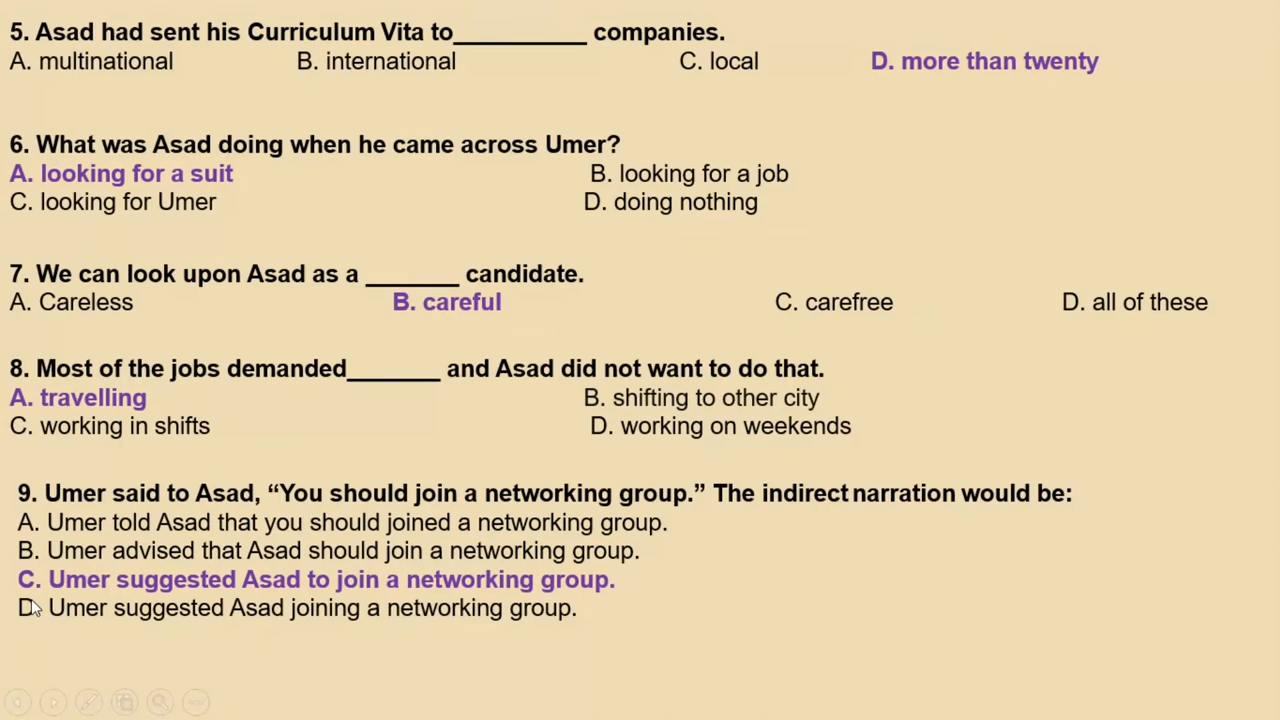 5. Asad had sent his Curriculum Vita to__________ companies.
A. multinational B. international C. local D. more than twenty
6. What was Asad doing when he came across Umer?
A. looking for a suit B. looking for a job
C. looking for Umer D. doing nothing
7. We can look upon Asad as a _______ candidate.
A. Careless B. careful C. carefree D. all of these
8. Most of the jobs demanded_______ and Asad did not want to do that.
A. travelling B. shifting to other city
C. working in shifts D. working on weekends
9. Umer said to Asad, “You should join a networking group.” The indirect narration would be:
A. Umer told Asad that you should joined a networking group.
B. Umer advised that Asad should join a networking group.
C. Umer suggested Asad to join a networking group.
D. Umer suggested Asad joining a networking group.